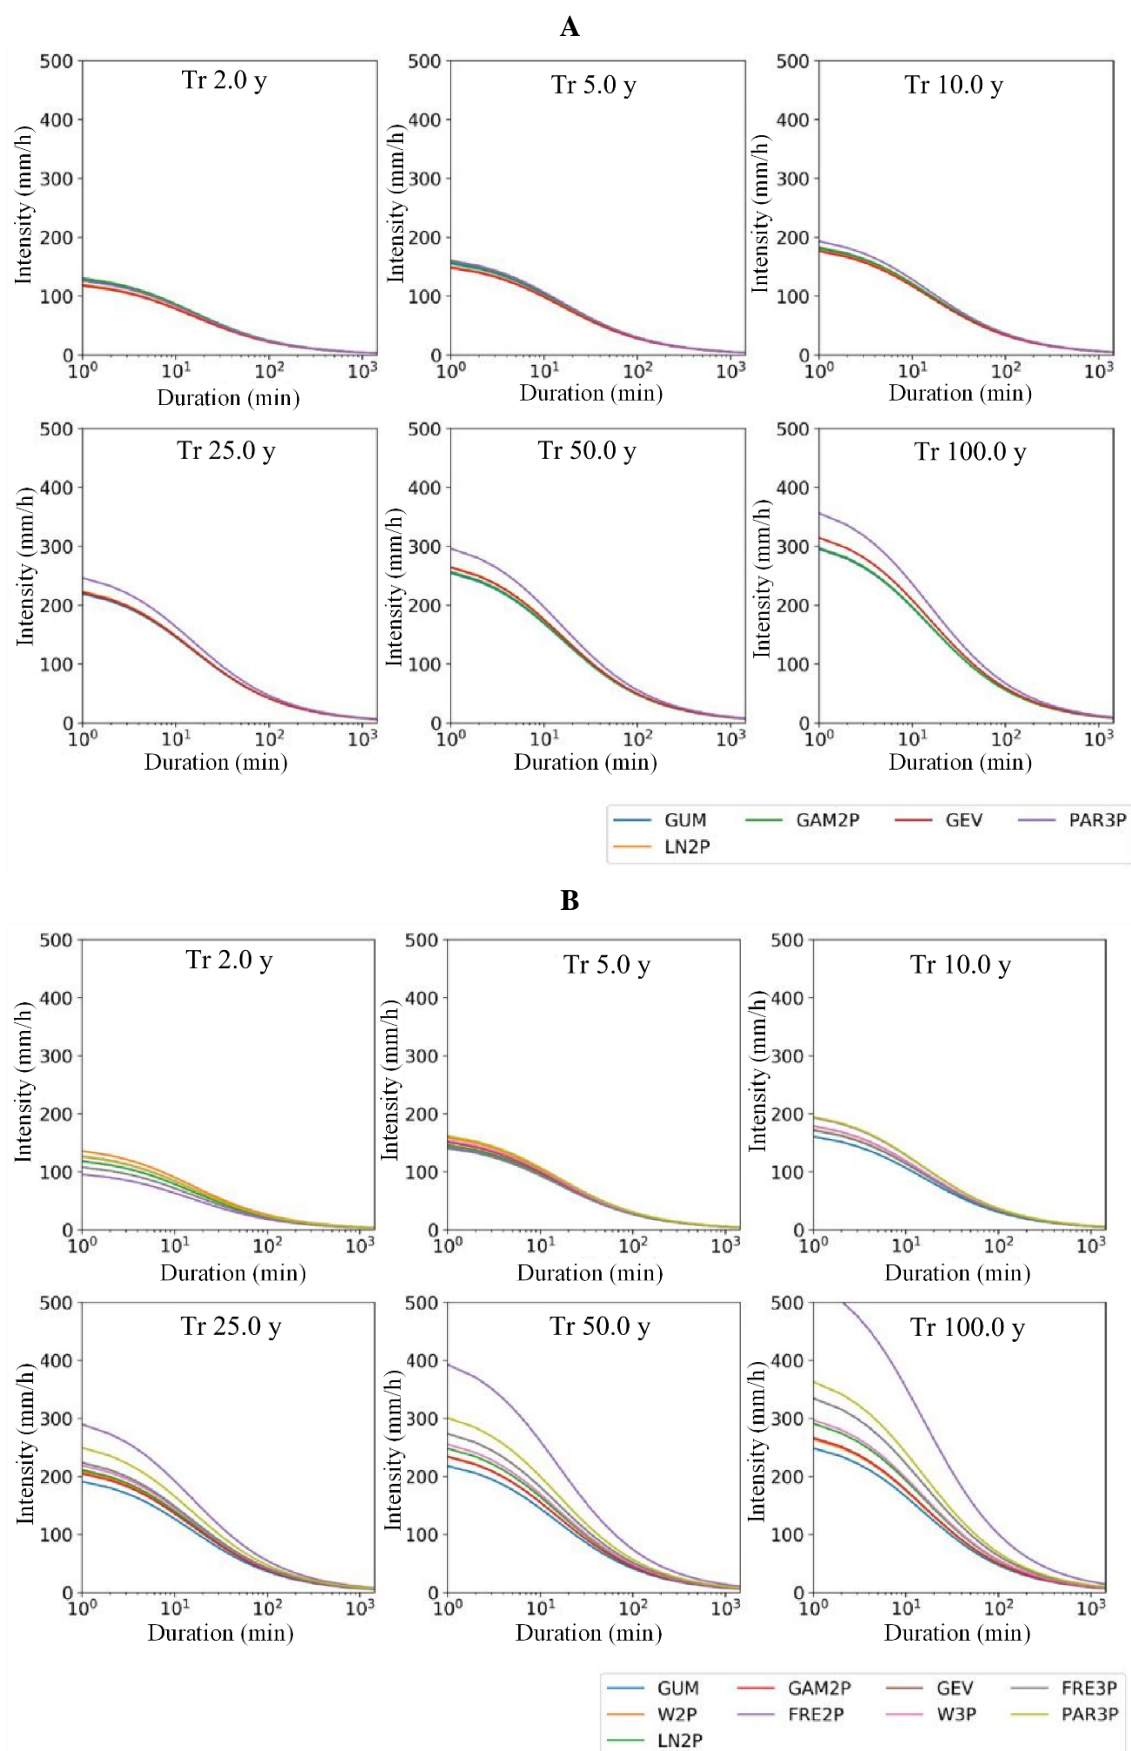 A
Tr 2.0 y
Tr 5.0 y
Tr 10.0 y
500
400
300
200
100
0
10⁰ 10¹ 10² 10³
Intensity (mm/h)
Duration (min)
500
400
300
200
100
0
10⁰ 10¹ 10² 10³
Intensity (mm/h)
Duration (min)
500
400
300
200
100
0
10⁰ 10¹ 10² 10³
Intensity (mm/h)
Duration (min)
Tr 25.0 y
Tr 50.0 y
Tr 100.0 y
500
400
300
200
100
0
10⁰ 10¹ 10² 10³
Intensity (mm/h)
Duration (min)
500
400
300
200
100
0
10⁰ 10¹ 10² 10³
Intensity (mm/h)
Duration (min)
500
400
300
200
100
0
10⁰ 10¹ 10² 10³
Intensity (mm/h)
Duration (min)
GUM GAM2P GEV PAR3P
LN2P
B
Tr 2.0 y
Tr 5.0 y
Tr 10.0 y
500
400
300
200
100
0
10⁰ 10¹ 10² 10³
Intensity (mm/h)
Duration (min)
500
400
300
200
100
0
10⁰ 10¹ 10² 10³
Intensity (mm/h)
Duration (min)
500
400
300
200
100
0
10⁰ 10¹ 10² 10³
Intensity (mm/h)
Duration (min)
Tr 25.0 y
Tr 50.0 y
Tr 100.0 y
500
400
300
200
100
0
10⁰ 10¹ 10² 10³
Intensity (mm/h)
Duration (min)
500
400
300
200
100
0
10⁰ 10¹ 10² 10³
Intensity (mm/h)
Duration (min)
500
400
300
200
100
0
10⁰ 10¹ 10² 10³
Intensity (mm/h)
Duration (min)
GUM GAM2P GEV FRE3P
W2P FRE2P W3P PAR3P
LN2P